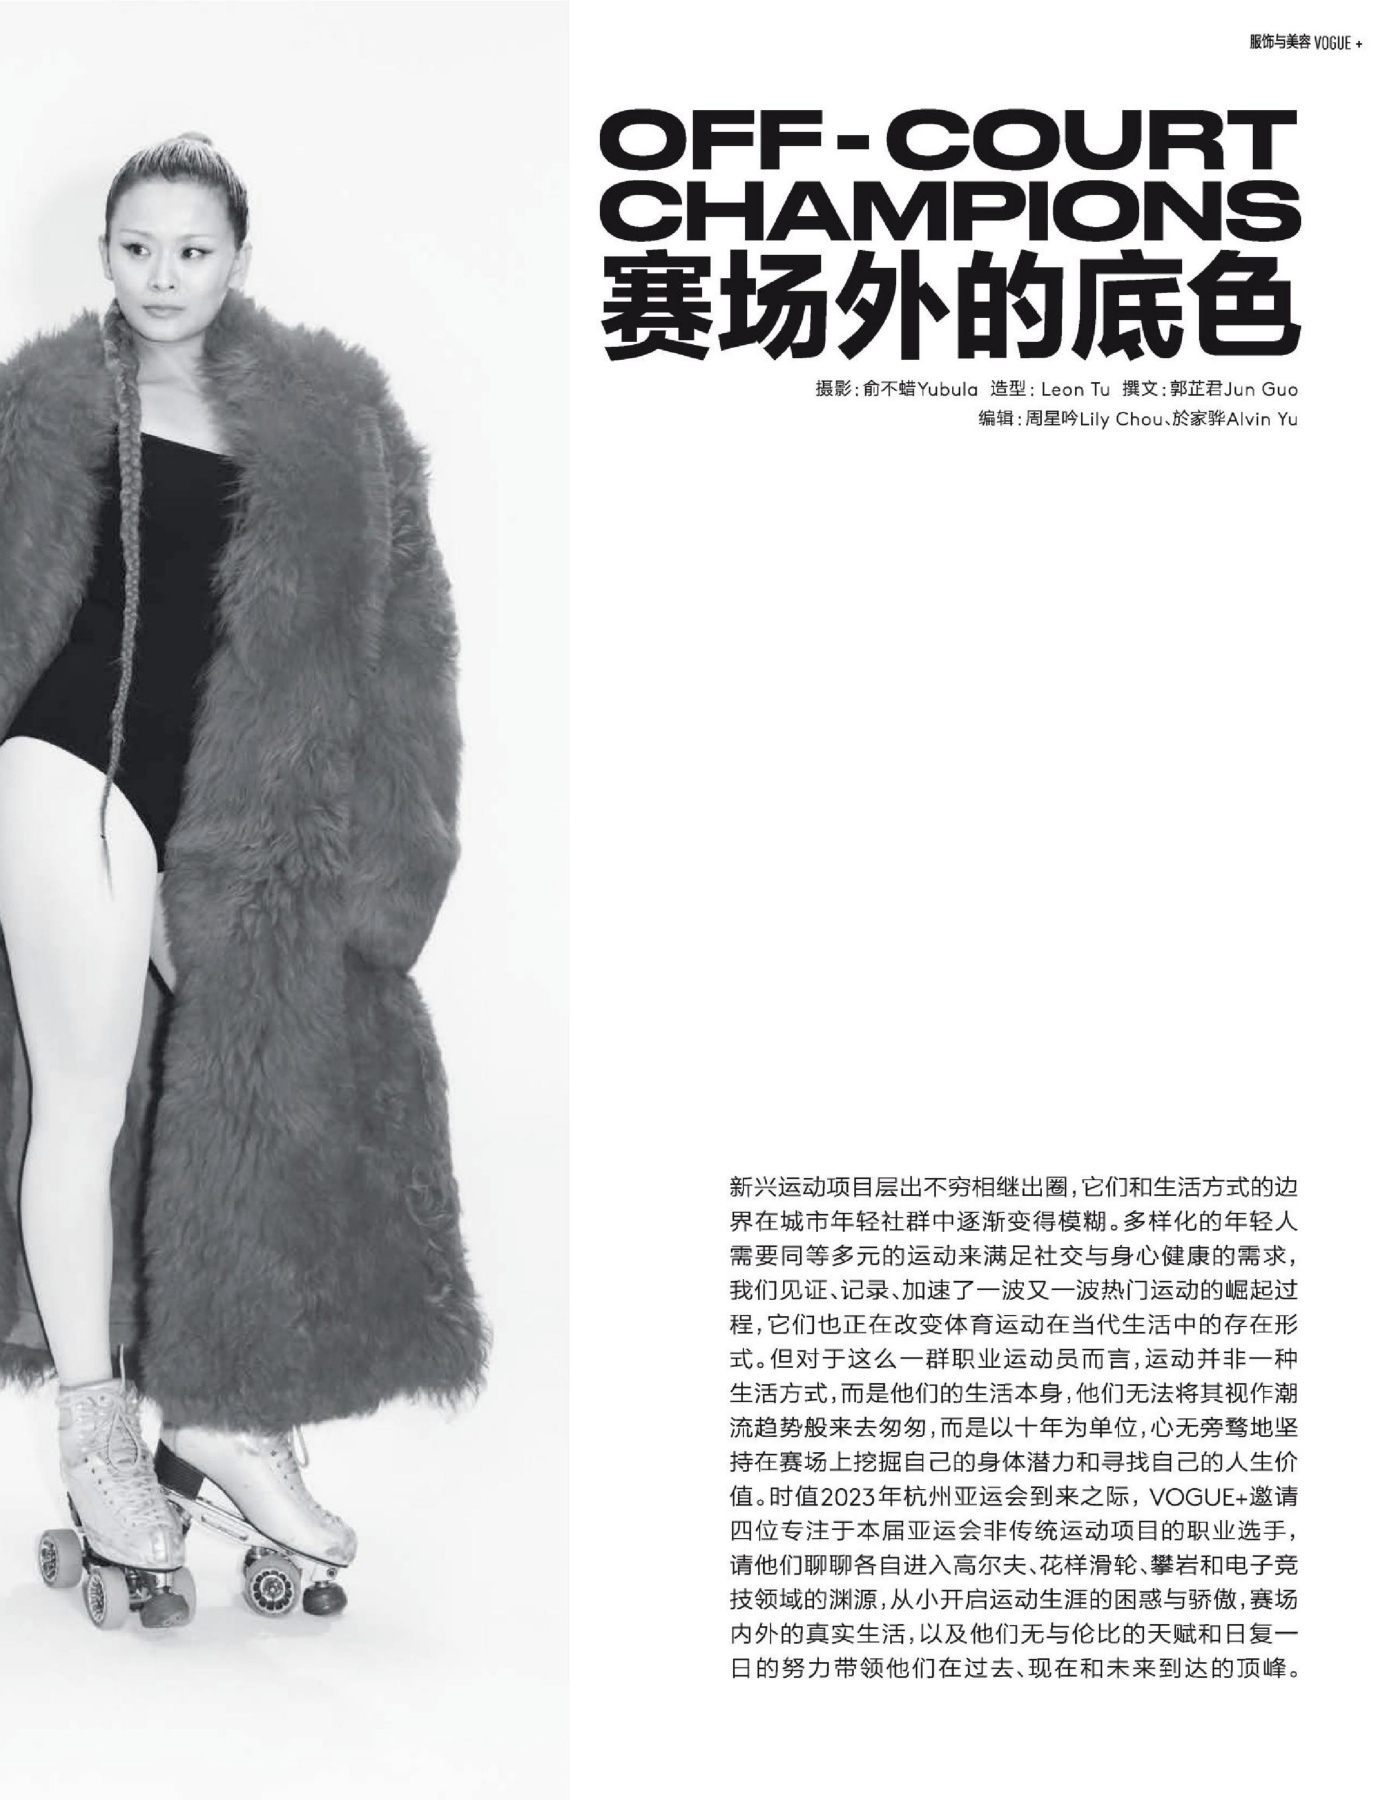 服饰与美容 VOGUE +
OFF-COURT
CHAMPIONS
赛场外的底色
摄影:俞不蜡Yubula 造型:Leon Tu 撰文:郭芷君Jun Guo
编辑:周星吟Lily Chou、於家骅Alvin Yu
新兴运动项目层出不穷相继出圈,它们和生活方式的边
界在城市年轻社群中逐渐变得模糊。多样化的年轻人
需要同等多元的运动来满足社交与身心健康的需求,
我们见证、记录、加速了一波又一波热门运动的崛起过
程,它们也正在改变体育运动在当代生活中的存在形
式。但对于这么一群职业运动员而言,运动并非一种
生活方式,而是他们的生活本身,他们无法将其视作潮
流趋势般来去匆匆,而是以十年为单位,心无旁骛地坚
持在赛场上挖掘自己的身体潜力和寻找自己的人生价
值。时值2023年杭州亚运会到来之际,VOGUE+邀请
四位专注于本届亚运会非传统运动项目的职业选手,
请他们聊聊各自进入高尔夫、花样滑轮、攀岩和电子竞
技领域的渊源,从小开启运动生涯的困惑与骄傲,赛场
内外的真实生活,以及他们无与伦比的天赋和日复一
日的努力带领他们在过去、现在和未来到达的顶峰。